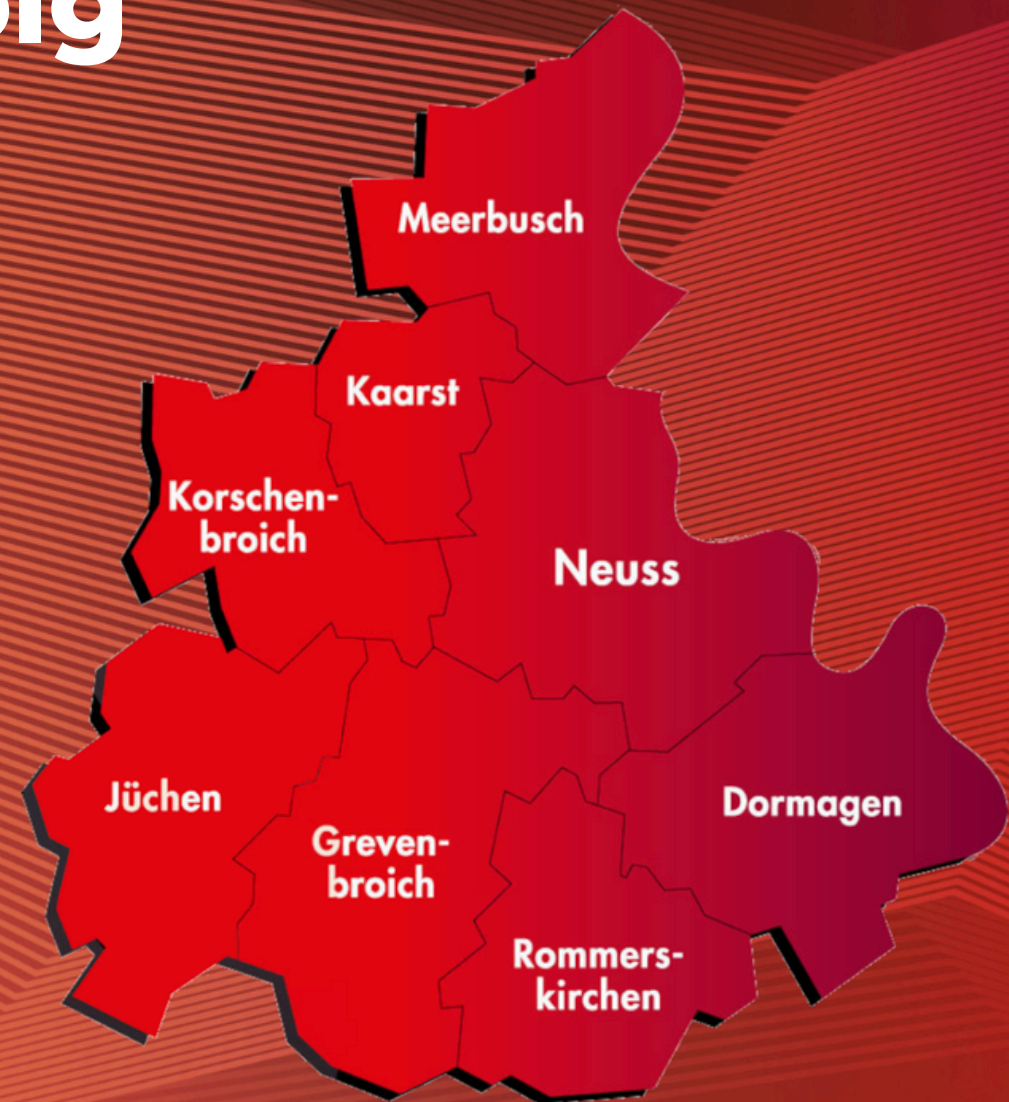 Meerbusch
Kaarst
Korschen-
broich
Neuss
Jüchen
Dormagen
Greven-
broich
Rommers-
kirchen